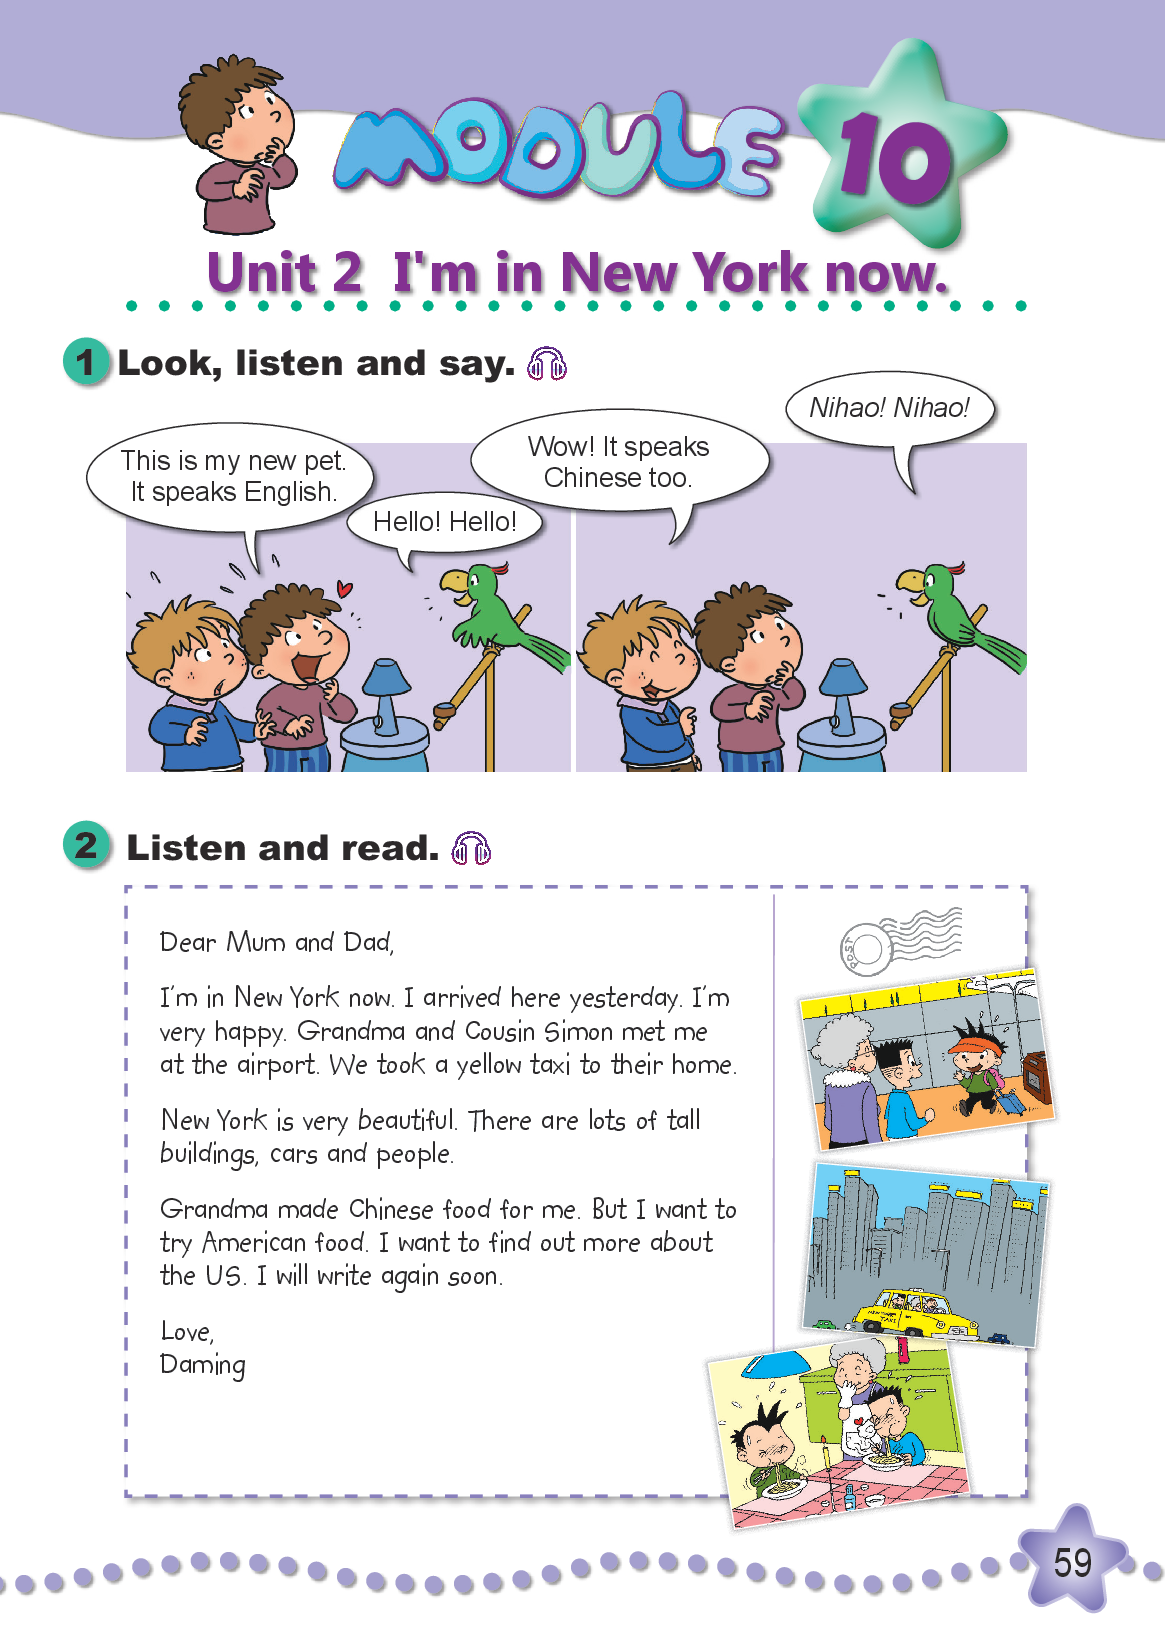 MODULE 10
Unit 2 I'm in New York now.
1 Look, listen and say.
This is my new pet.
It speaks English.
Hello! Hello!
Wow! It speaks
Chinese too.
Nihao! Nihao!
2 Listen and read.
Dear Mum and Dad,
I'm in New York now. I arrived here yesterday. I'm
very happy. Grandma and Cousin Simon met me
at the airport. We took a yellow taxi to their home.
New York is very beautiful. There are lots of tall
buildings, cars and people.
Grandma made Chinese food for me. But I want to
try American food. I want to find out more about
the US. I will write again soon.
Love,
Daming
POST
NEW YORK
TAXI
59